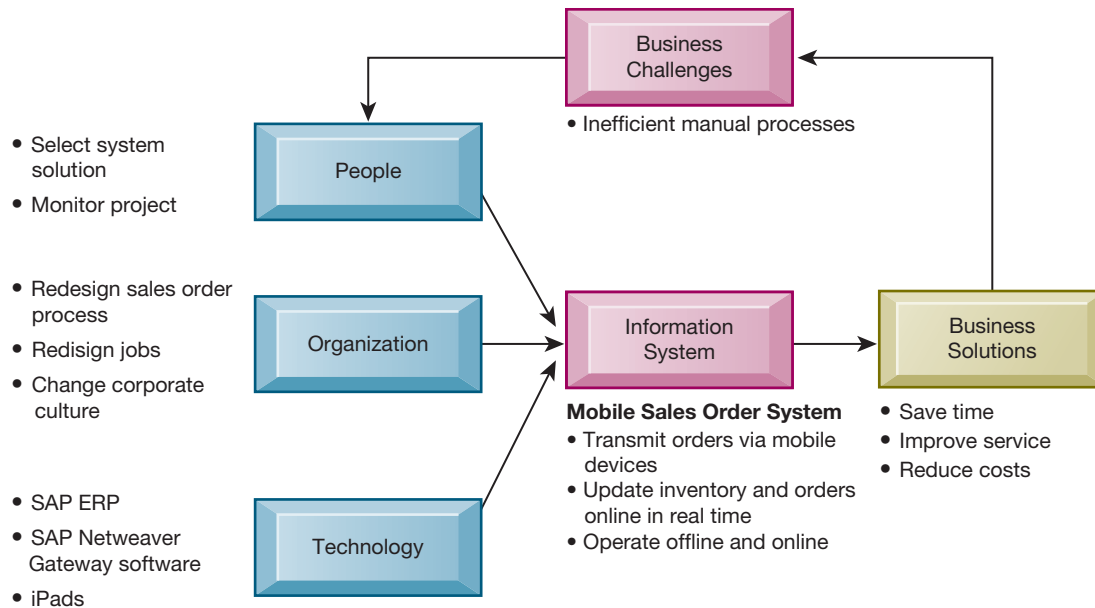 Business
Challenges
• Inefficient manual processes
• Select system
solution
• Monitor project
People
• Redesign sales order
process
• Redisign jobs
• Change corporate
culture
Organization
Information
System
Business
Solutions
Mobile Sales Order System
• Transmit orders via mobile
devices
• Update inventory and orders
online in real time
• Operate offline and online
• Save time
• Improve service
• Reduce costs
• SAP ERP
• SAP Netweaver
Gateway software
• iPads
Technology